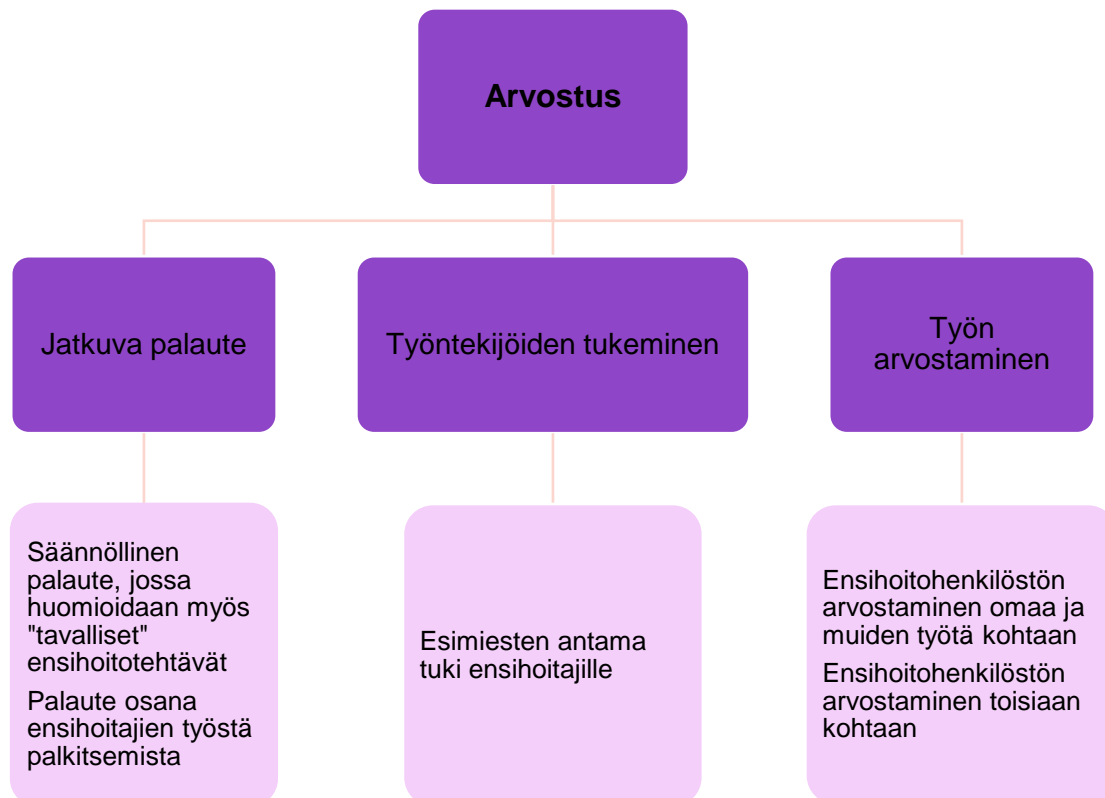 Arvostus
Jatkuva palaute
Työntekijöiden tukeminen
Työn
arvostaminen
Säännöllinen
palaute, jossa
huomioidaan myös
"tavalliset"
ensihoitotehtävät
Palaute osana
ensihoitajien työstä
palkitsemista
Esimiesten antama
tuki ensihoitajille
Ensihoitohenkilöstön
arvostaminen omaa ja
muiden työtä kohtaan
Ensihoitohenkilöstön
arvostaminen toisiaan
kohtaan